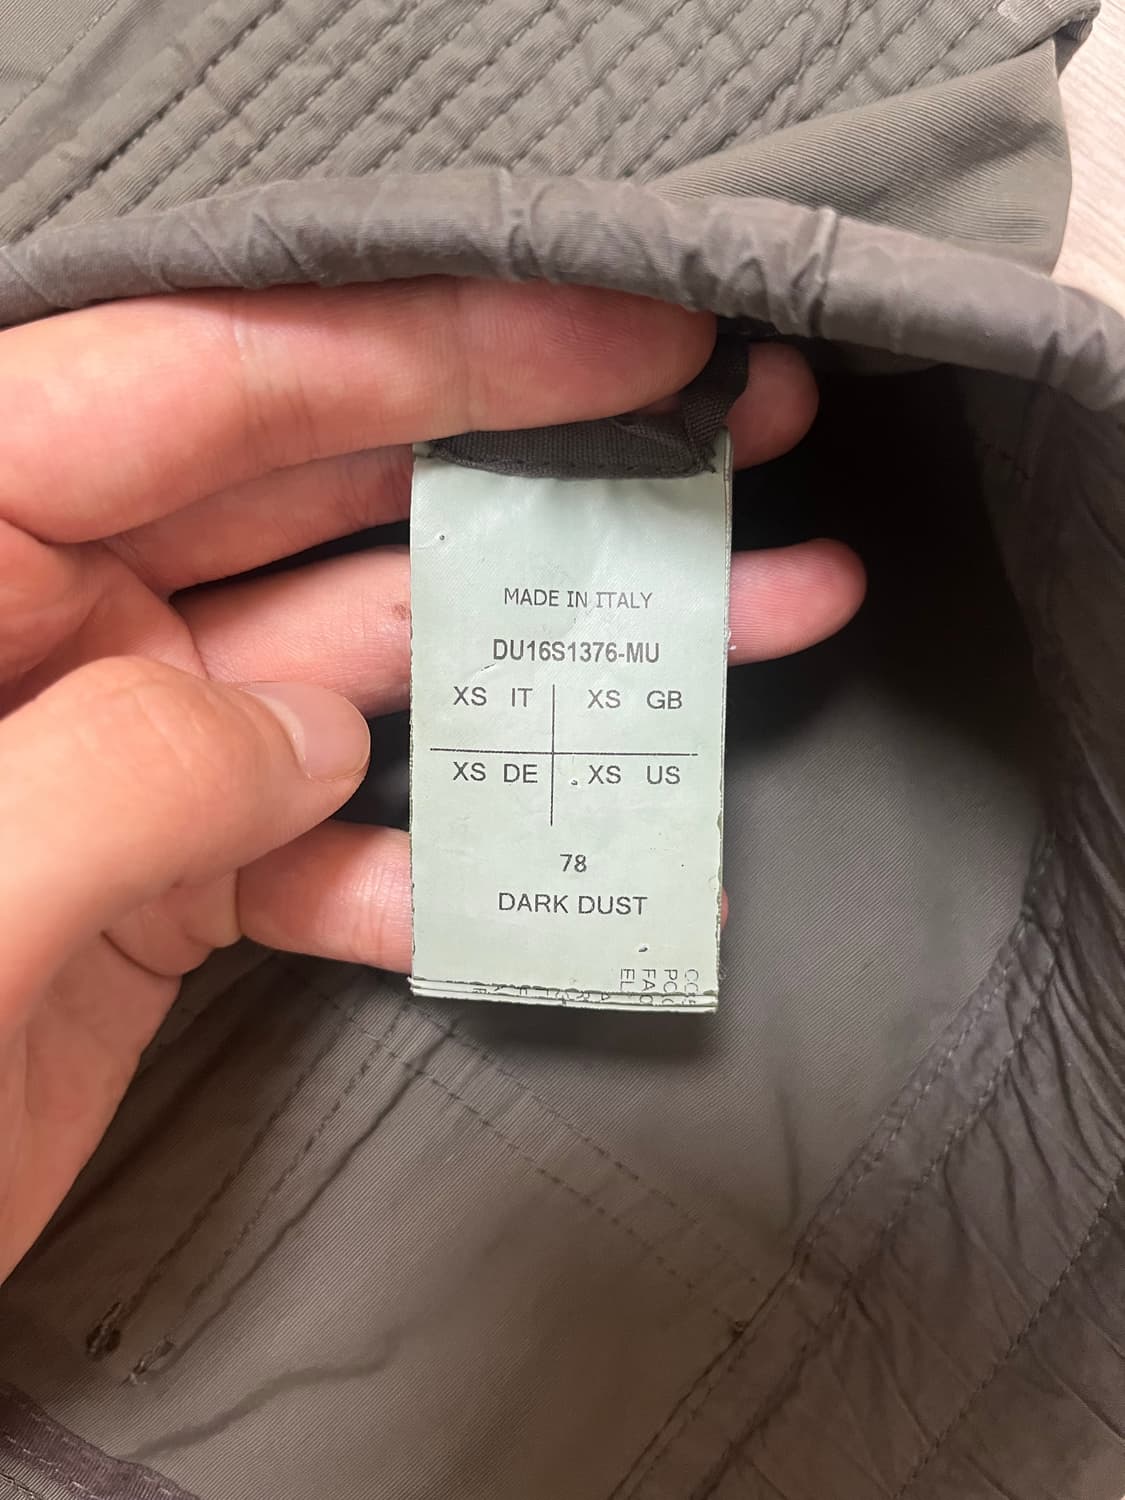 MADE IN ITALY
DU16S1376-MU
XS IT XS GB
XS DE XS US
78
DARK DUST